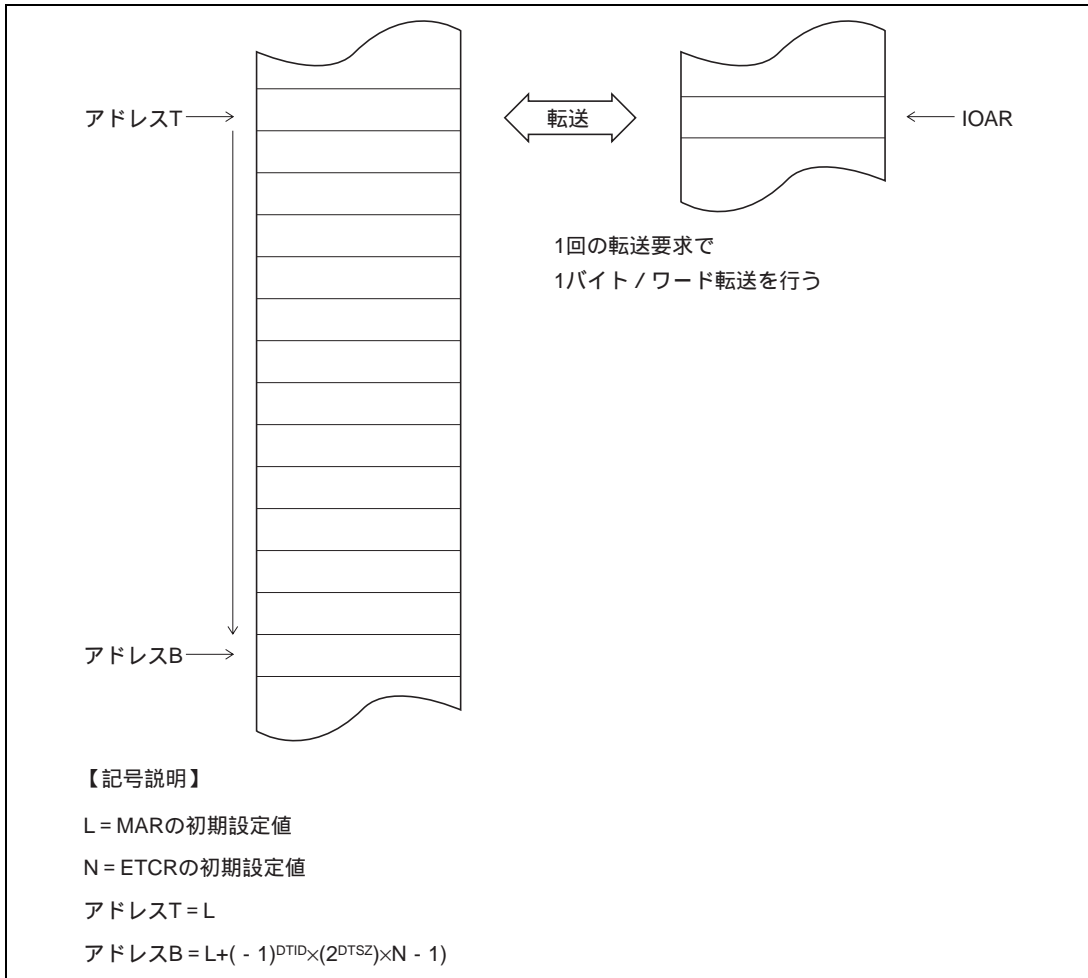 アドレスT
転送
IOAR
1回の転送要求で
1バイト / ワード転送を行う
アドレスB
【記号説明】
L = MARの初期設定値
N = ETCRの初期設定値
アドレスT = L
アドレスB = L+( - 1)^DTID×(2^DTSZ)×N - 1)